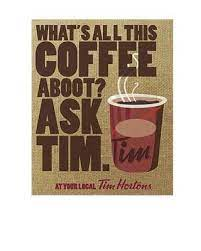 WHAT'S ALL THIS
COFFEE
ABOOT?
ASK
TIM.
Tim
AT YOUR LOCAL Tim Hortons